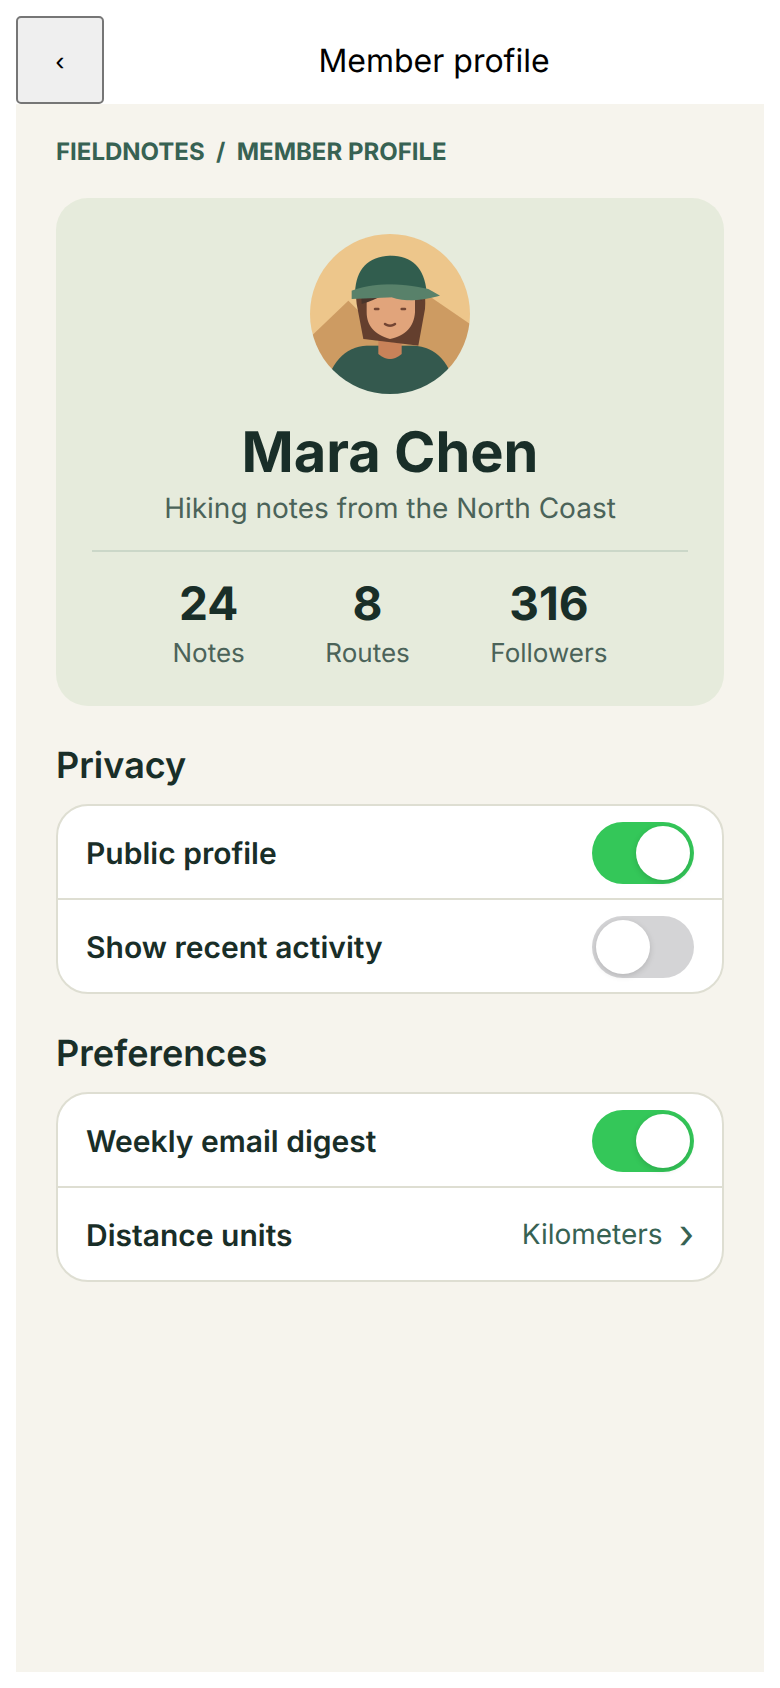 ‹ Member profile
FIELDNOTES / MEMBER PROFILE
Mara Chen
Hiking notes from the North Coast
24 8 316
Notes Routes Followers
Privacy
Public profile
Show recent activity
Preferences
Weekly email digest
Distance units Kilometers ›